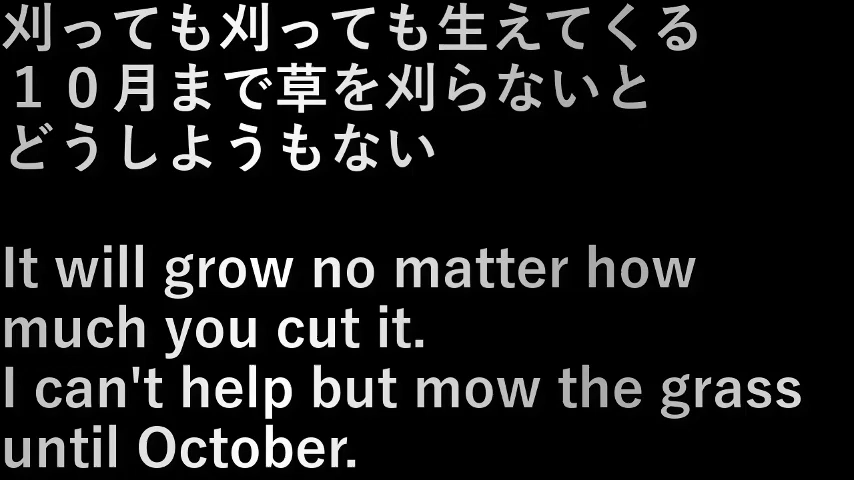 刈っても刈っても生えてくる
１０月まで草を刈らないと
どうしようもない
It will grow no matter how
much you cut it.
I can't help but mow the grass
until October.